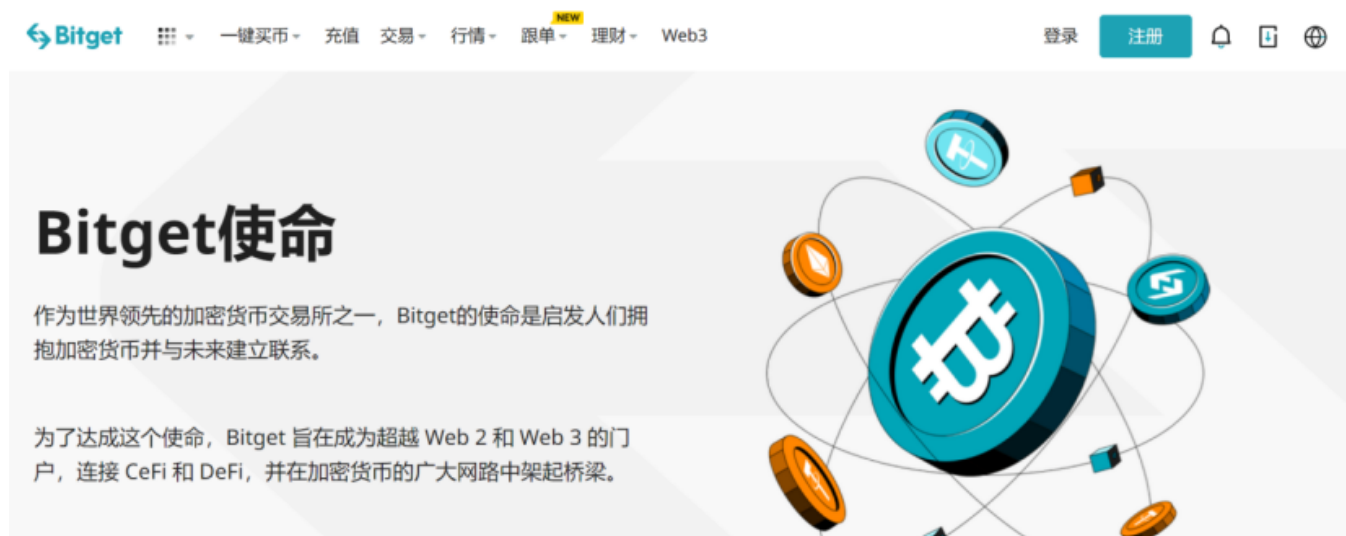 Bitget 一键买币 充值 交易 行情 跟单 NEW 理财 Web3 登录 注册
Bitget使命
作为世界领先的加密货币交易所之一，Bitget的使命是启发人们拥
抱加密货币并与未来建立联系。
为了达成这个使命，Bitget 旨在成为超越 Web 2 和 Web 3 的门
户，连接 CeFi 和 DeFi，并在加密货币的广大网路中架起桥梁。